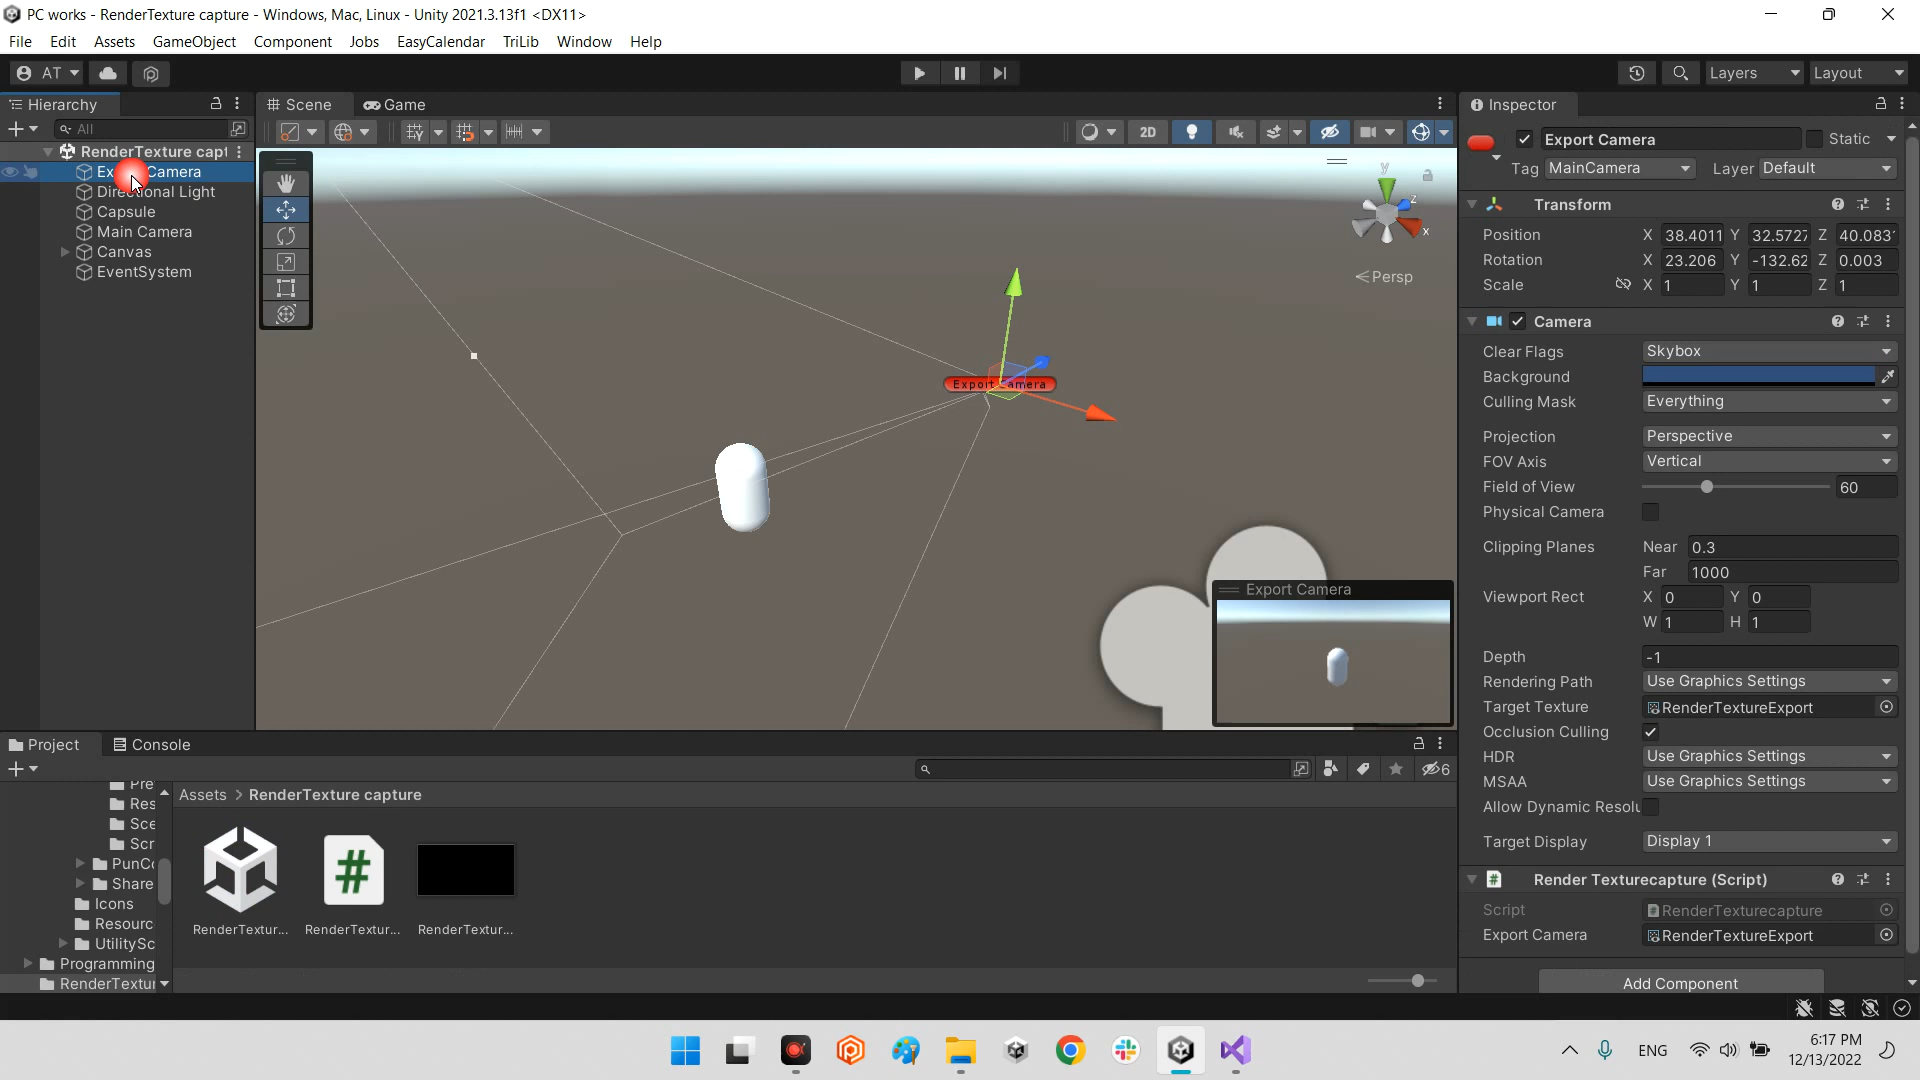 PC works - RenderTexture capture - Windows, Mac, Linux - Unity 2021.3.13f1 <DX11>
File Edit Assets GameObject Component Jobs EasyCalendar TriLib Window Help
AT
Layers
Layout
Hierarchy
All
RenderTexture capt
Camera
Directional Light
Capsule
Main Camera
Canvas
EventSystem
Scene
Game
2D
y
z
x
Persp
Export Camera
Export Camera
Inspector
Export Camera
Static
Tag MainCamera
Layer Default
Transform
Position X 38.4011 Y 32.5727 Z 40.083
Rotation X 23.206 Y -132.62 Z 0.003
Scale X 1 Y 1 Z 1
Camera
Clear Flags Skybox
Background
Culling Mask Everything
Projection Perspective
FOV Axis Vertical
Field of View 60
Physical Camera
Clipping Planes Near 0.3
Far 1000
Viewport Rect X 0 Y 0
W 1 H 1
Depth -1
Rendering Path Use Graphics Settings
Target Texture RenderTextureExport
Occlusion Culling
HDR Use Graphics Settings
MSAA Use Graphics Settings
Allow Dynamic Resolu
Target Display Display 1
Render Texturecapture (Script)
Script RenderTexturecapture
Export Camera RenderTextureExport
Add Component
Project
Console
6
Pre
Res
Sce
Scr
PunCo
Share
Icons
Resourc
UtilitySc
Programming
RenderTextur
Assets > RenderTexture capture
RenderTextur...
RenderTextur...
RenderTextur...
ENG
6:17 PM
12/13/2022